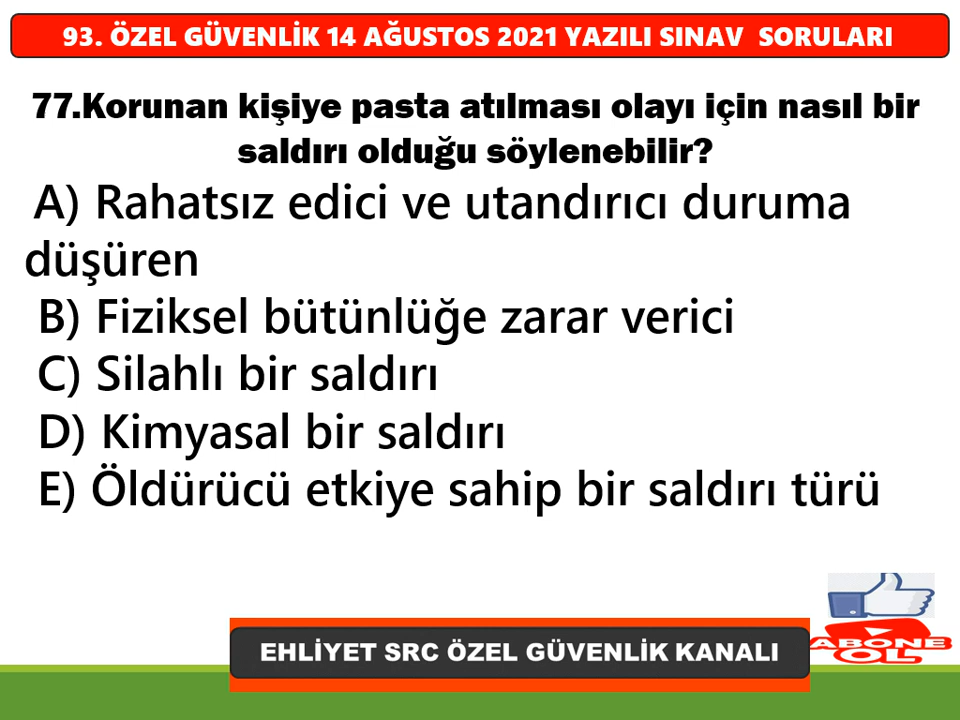 93. ÖZEL GÜVENLİK 14 AĞUSTOS 2021 YAZILI SINAV SORULARI
77.Korunan kişiye pasta atılması olayı için nasıl bir
saldırı olduğu söylenebilir?
A) Rahatsız edici ve utandırıcı duruma
düşüren
B) Fiziksel bütünlüğe zarar verici
C) Silahlı bir saldırı
D) Kimyasal bir saldırı
E) Öldürücü etkiye sahip bir saldırı türü
ABONE
OL
EHLİYET SRC ÖZEL GÜVENLİK KANALI